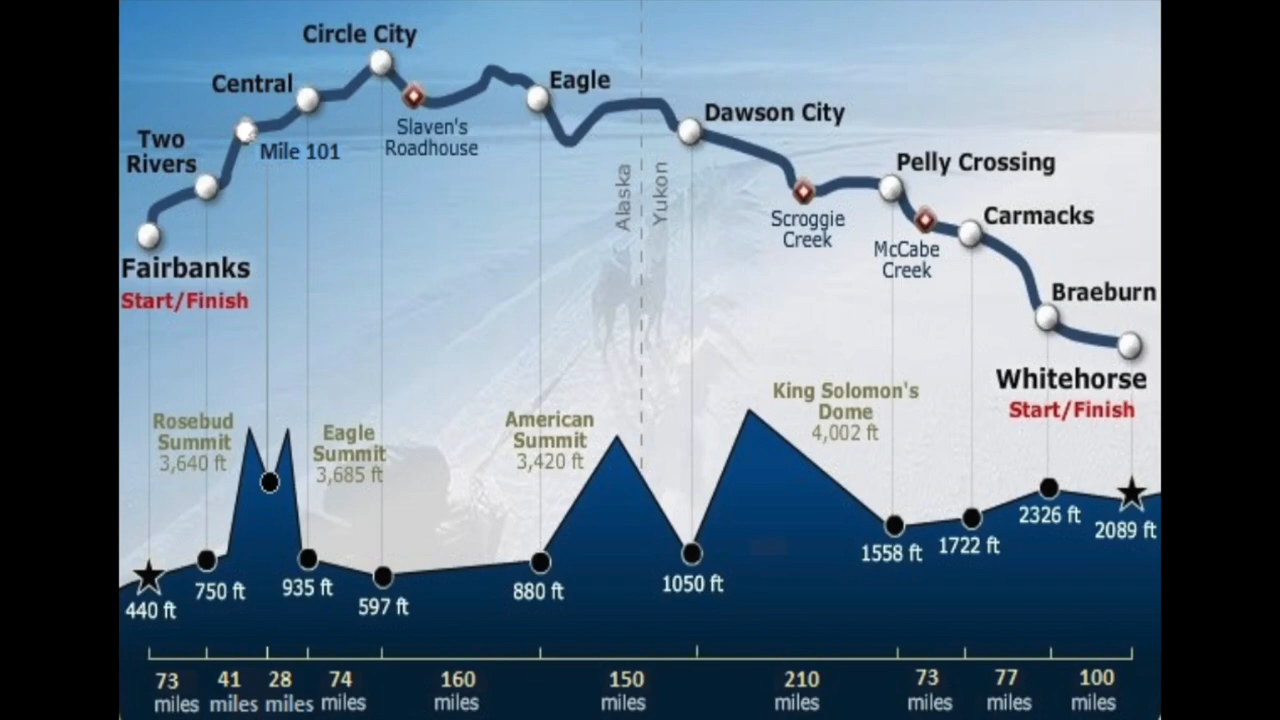 Circle City
Central
Eagle
Two
Rivers
Mile 101
Slaven's
Roadhouse
Dawson City
Alaska
Yukon
Pelly Crossing
Scroggie
Creek
McCabe
Creek
Carmacks
Fairbanks
Start/Finish
Braeburn
Whitehorse
Start/Finish
Rosebud
Summit
3,640 ft
Eagle
Summit
3,685 ft
American
Summit
3,420 ft
King Solomon's
Dome
4,002 ft
440 ft
750 ft
935 ft
597 ft
880 ft
1050 ft
1558 ft
1722 ft
2326 ft
2089 ft
73 41 28 74 160 150 210 73 77 100
miles miles miles miles miles miles miles miles miles miles